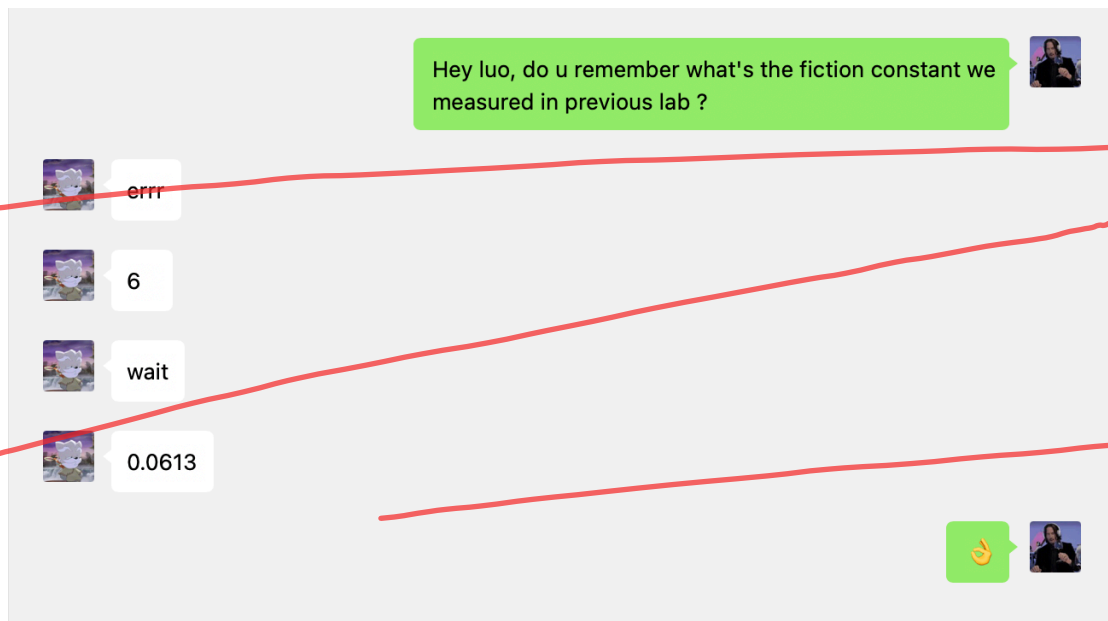 Hey luo, do u remember what's the fiction constant we
measured in previous lab ?
errr
6
wait
0.0613
👌